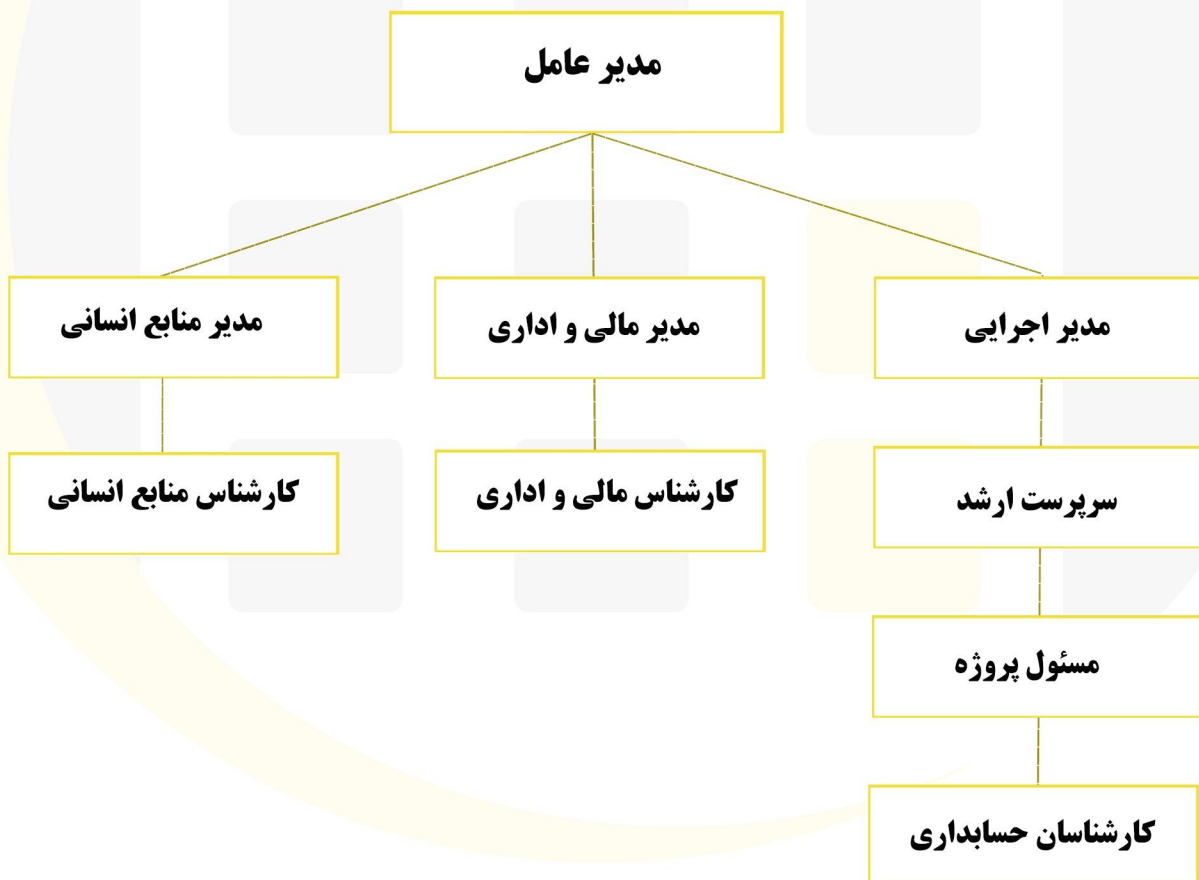 مدیر عامل
مدیر اجرایی
مدیر مالی و اداری
مدیر منابع انسانی
سرپرست ارشد
کارشناس مالی و اداری
کارشناس منابع انسانی
مسئول پروژه
کارشناسان حسابداری